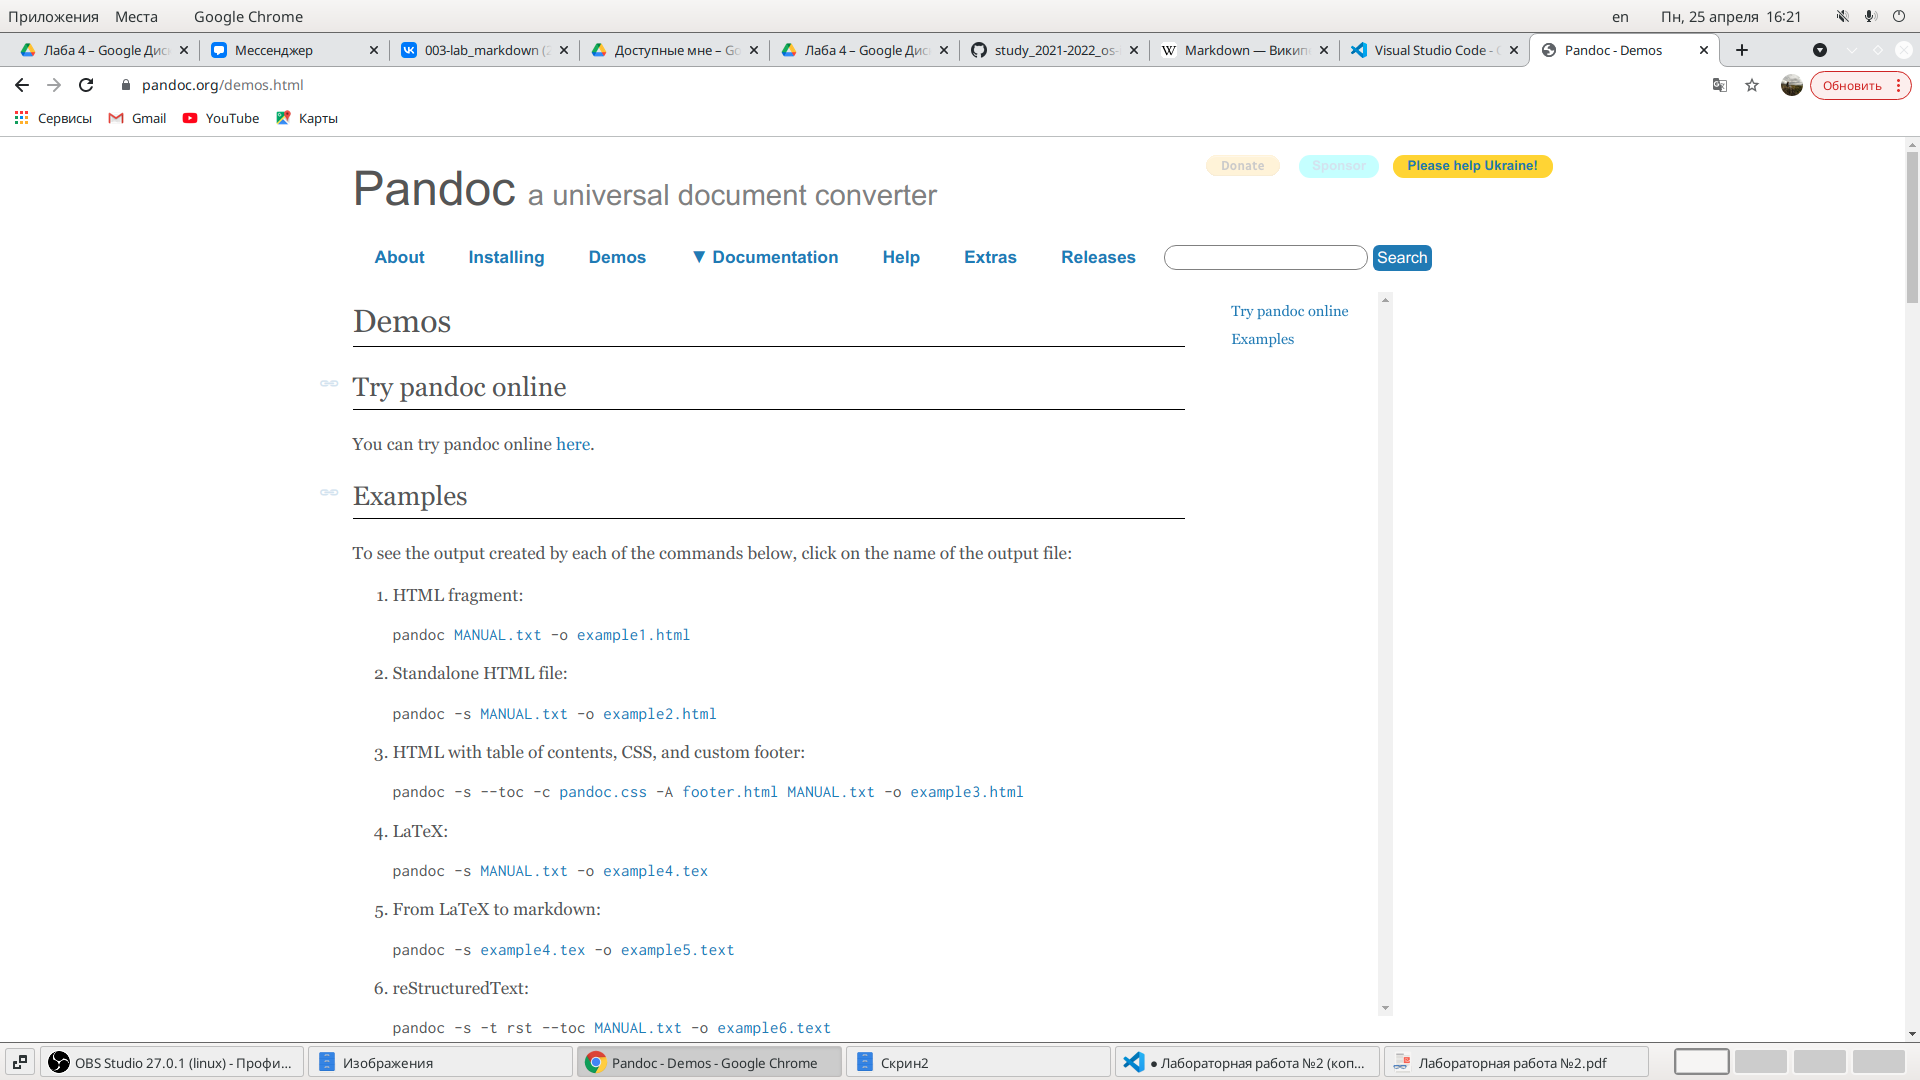 Приложения Места Google Chrome en Пн, 25 апреля 16:21
Лаба 4 – Google Дис Мессенджер 003-lab_markdown (2 Доступные мне – Go Лаба 4 – Google Дис study_2021-2022_os- Markdown — Викип Visual Studio Code - Pandoc - Demos
pandoc.org/demos.html Обновить
Сервисы Gmail YouTube Карты
Donate Sponsor Please help Ukraine!
Pandoc a universal document converter
About Installing Demos ▼ Documentation Help Extras Releases Search
Demos
Try pandoc online
Examples
Try pandoc online
You can try pandoc online here.
Examples
To see the output created by each of the commands below, click on the name of the output file:
1. HTML fragment:
pandoc MANUAL.txt -o example1.html
2. Standalone HTML file:
pandoc -s MANUAL.txt -o example2.html
3. HTML with table of contents, CSS, and custom footer:
pandoc -s --toc -c pandoc.css -A footer.html MANUAL.txt -o example3.html
4. LaTeX:
pandoc -s MANUAL.txt -o example4.tex
5. From LaTeX to markdown:
pandoc -s example4.tex -o example5.text
6. reStructuredText:
pandoc -s -t rst --toc MANUAL.txt -o example6.text
OBS Studio 27.0.1 (linux) - Профи... Изображения Pandoc - Demos - Google Chrome Скрин2 ● Лабораторная работа №2 (коп... Лабораторная работа №2.pdf